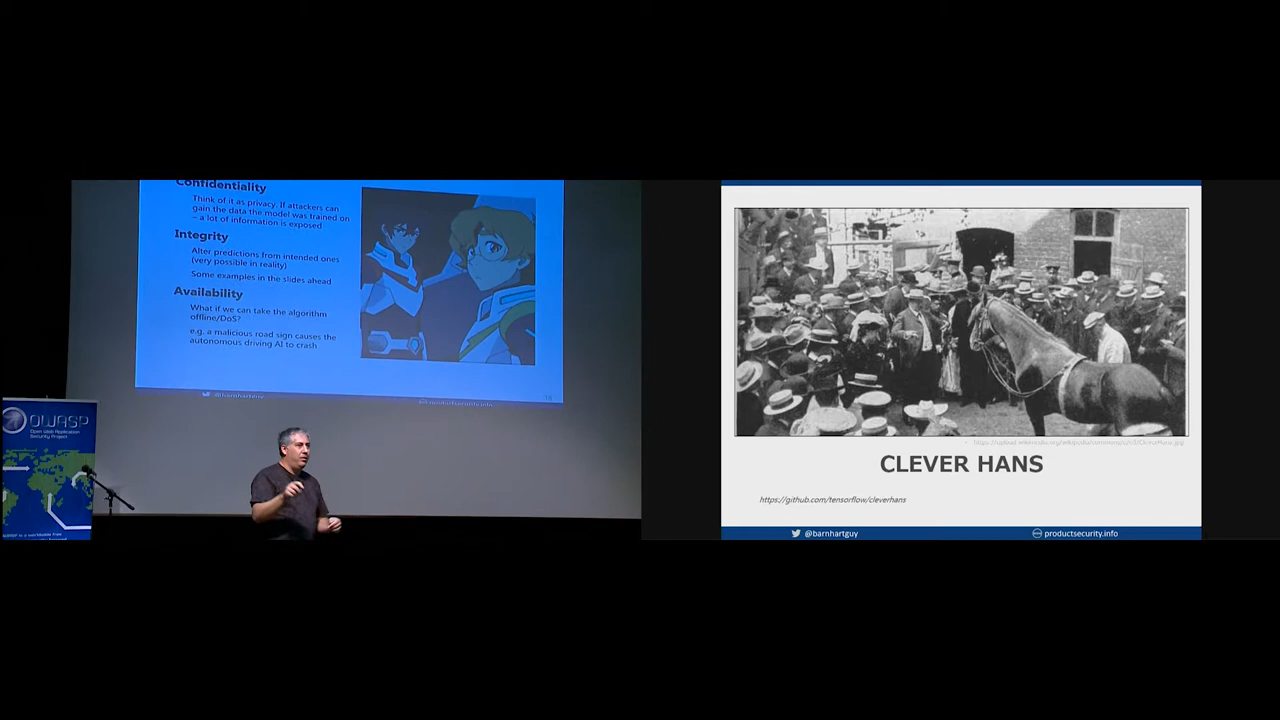 Confidentiality
Think of it as privacy. If attackers can
gain the data the model was trained on
– a lot of information is exposed
Integrity
Alter predictions from intended ones
(very possible in reality)
Some examples in the slides ahead
Availability
What if we can take the algorithm
offline/DoS?
e.g. a malicious road sign causes the
autonomous driving AI to crash
@barnhartguy
productsecurity.info
16
OWASP
Open Web Application
Security Project
CLEVER HANS
https://github.com/tensorflow/cleverhans
@barnhartguy
productsecurity.info